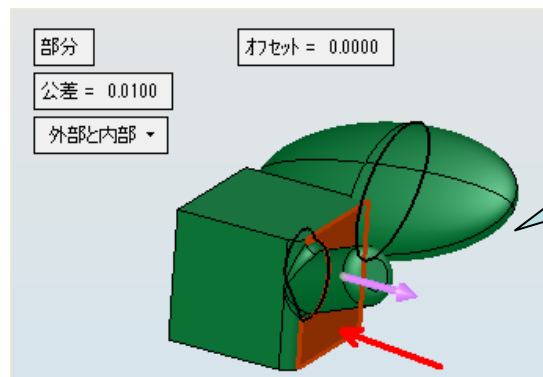 部分
オフセット = 0.0000
公差 = 0.0100
外部と内部